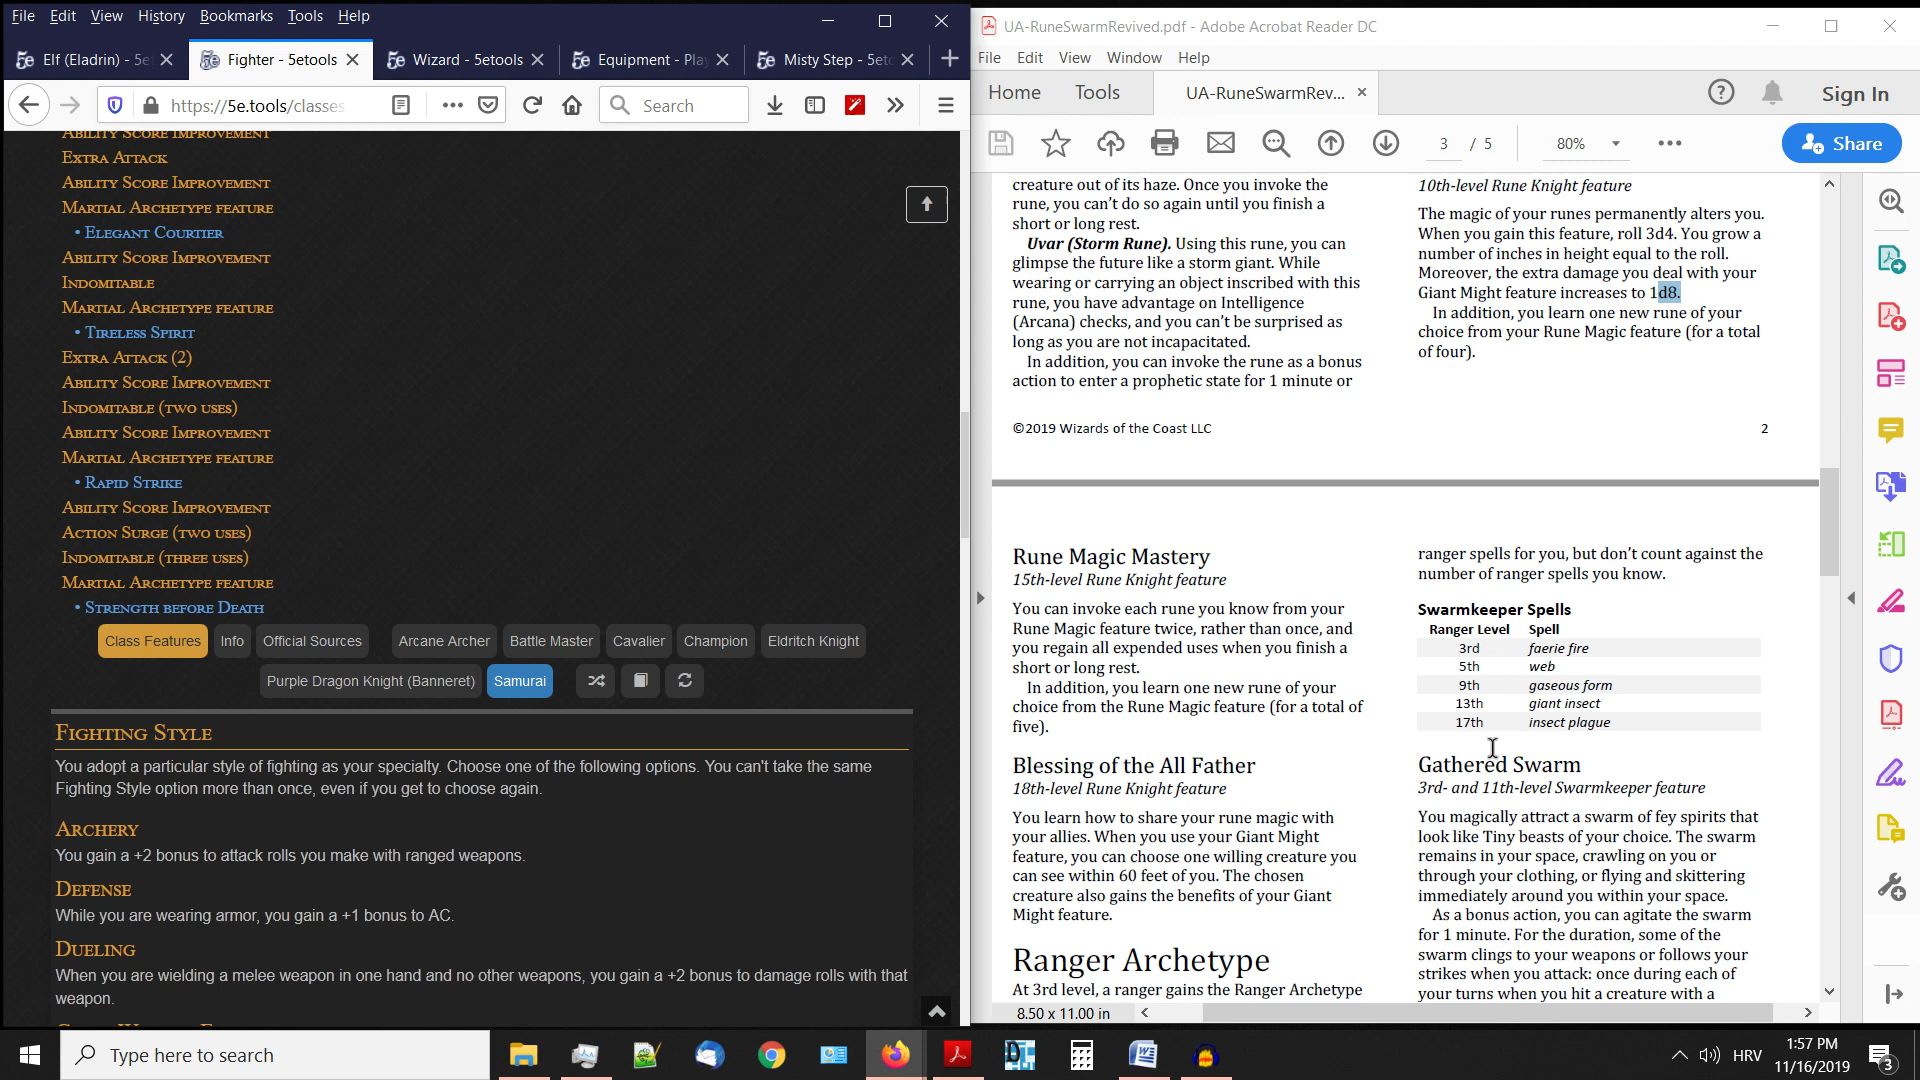 File Edit View History Bookmarks Tools Help
Elf (Eladrin) - 5e
Fighter - 5etools
Wizard - 5etools
Equipment - Pla
Misty Step - 5eto
https://5e.tools/classes
Search
ABILITY SCORE IMPROVEMENT
EXTRA ATTACK
ABILITY SCORE IMPROVEMENT
MARTIAL ARCHETYPE FEATURE
• ELEGANT COURTIER
ABILITY SCORE IMPROVEMENT
INDOMITABLE
MARTIAL ARCHETYPE FEATURE
• TIRELESS SPIRIT
EXTRA ATTACK (2)
ABILITY SCORE IMPROVEMENT
INDOMITABLE (TWO USES)
ABILITY SCORE IMPROVEMENT
MARTIAL ARCHETYPE FEATURE
• RAPID STRIKE
ABILITY SCORE IMPROVEMENT
ACTION SURGE (TWO USES)
INDOMITABLE (THREE USES)
MARTIAL ARCHETYPE FEATURE
• STRENGTH BEFORE DEATH
Class Features Info Official Sources Arcane Archer Battle Master Cavalier Champion Eldritch Knight
Purple Dragon Knight (Banneret) Samurai
FIGHTING STYLE
You adopt a particular style of fighting as your specialty. Choose one of the following options. You can't take the same
Fighting Style option more than once, even if you get to choose again.
ARCHERY
You gain a +2 bonus to attack rolls you make with ranged weapons.
DEFENSE
While you are wearing armor, you gain a +1 bonus to AC.
DUELING
When you are wielding a melee weapon in one hand and no other weapons, you gain a +2 bonus to damage rolls with that
weapon.
UA-RuneSwarmRevived.pdf - Adobe Acrobat Reader DC
File Edit View Window Help
Home Tools UA-RuneSwarmRev... Sign In
3 / 5 80% Share
creature out of its haze. Once you invoke the
rune, you can't do so again until you finish a
short or long rest.
Uvar (Storm Rune). Using this rune, you can
glimpse the future like a storm giant. While
wearing or carrying an object inscribed with this
rune, you have advantage on Intelligence
(Arcana) checks, and you can't be surprised as
long as you are not incapacitated.
In addition, you can invoke the rune as a bonus
action to enter a prophetic state for 1 minute or
10th-level Rune Knight feature
The magic of your runes permanently alters you.
When you gain this feature, roll 3d4. You grow a
number of inches in height equal to the roll.
Moreover, the extra damage you deal with your
Giant Might feature increases to 1d8.
In addition, you learn one new rune of your
choice from your Rune Magic feature (for a total
of four).
©2019 Wizards of the Coast LLC 2
Rune Magic Mastery
15th-level Rune Knight feature
You can invoke each rune you know from your
Rune Magic feature twice, rather than once, and
you regain all expended uses when you finish a
short or long rest.
In addition, you learn one new rune of your
choice from the Rune Magic feature (for a total of
five).
Blessing of the All Father
18th-level Rune Knight feature
You learn how to share your rune magic with
your allies. When you use your Giant Might
feature, you can choose one willing creature you
can see within 60 feet of you. The chosen
creature also gains the benefits of your Giant
Might feature.
Ranger Archetype
At 3rd level, a ranger gains the Ranger Archetype
ranger spells for you, but don't count against the
number of ranger spells you know.
Swarmkeeper Spells
Ranger Level Spell
3rd faerie fire
5th web
9th gaseous form
13th giant insect
17th insect plague
Gathered Swarm
3rd- and 11th-level Swarmkeeper feature
You magically attract a swarm of fey spirits that
look like Tiny beasts of your choice. The swarm
remains in your space, crawling on you or
through your clothing, or flying and skittering
immediately around you within your space.
As a bonus action, you can agitate the swarm
for 1 minute. For the duration, some of the
swarm clings to your weapons or follows your
strikes when you attack: once during each of
your turns when you hit a creature with a
8.50 x 11.00 in
Type here to search
HRV
1:57 PM
11/16/2019
3